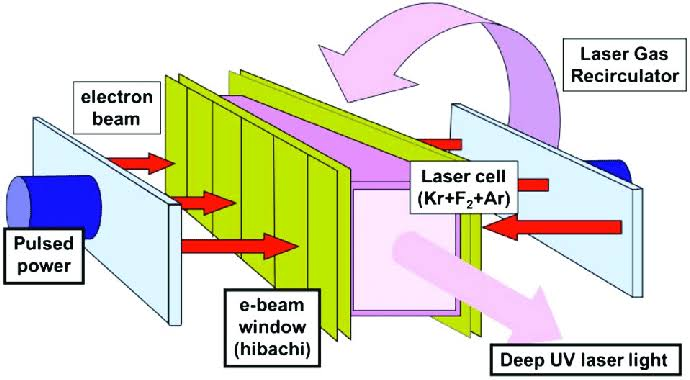 Laser Gas
Recirculator
electron
beam
Laser cell
(Kr+F₂+Ar)
Pulsed
power
e-beam
window
(hibachi)
Deep UV laser light